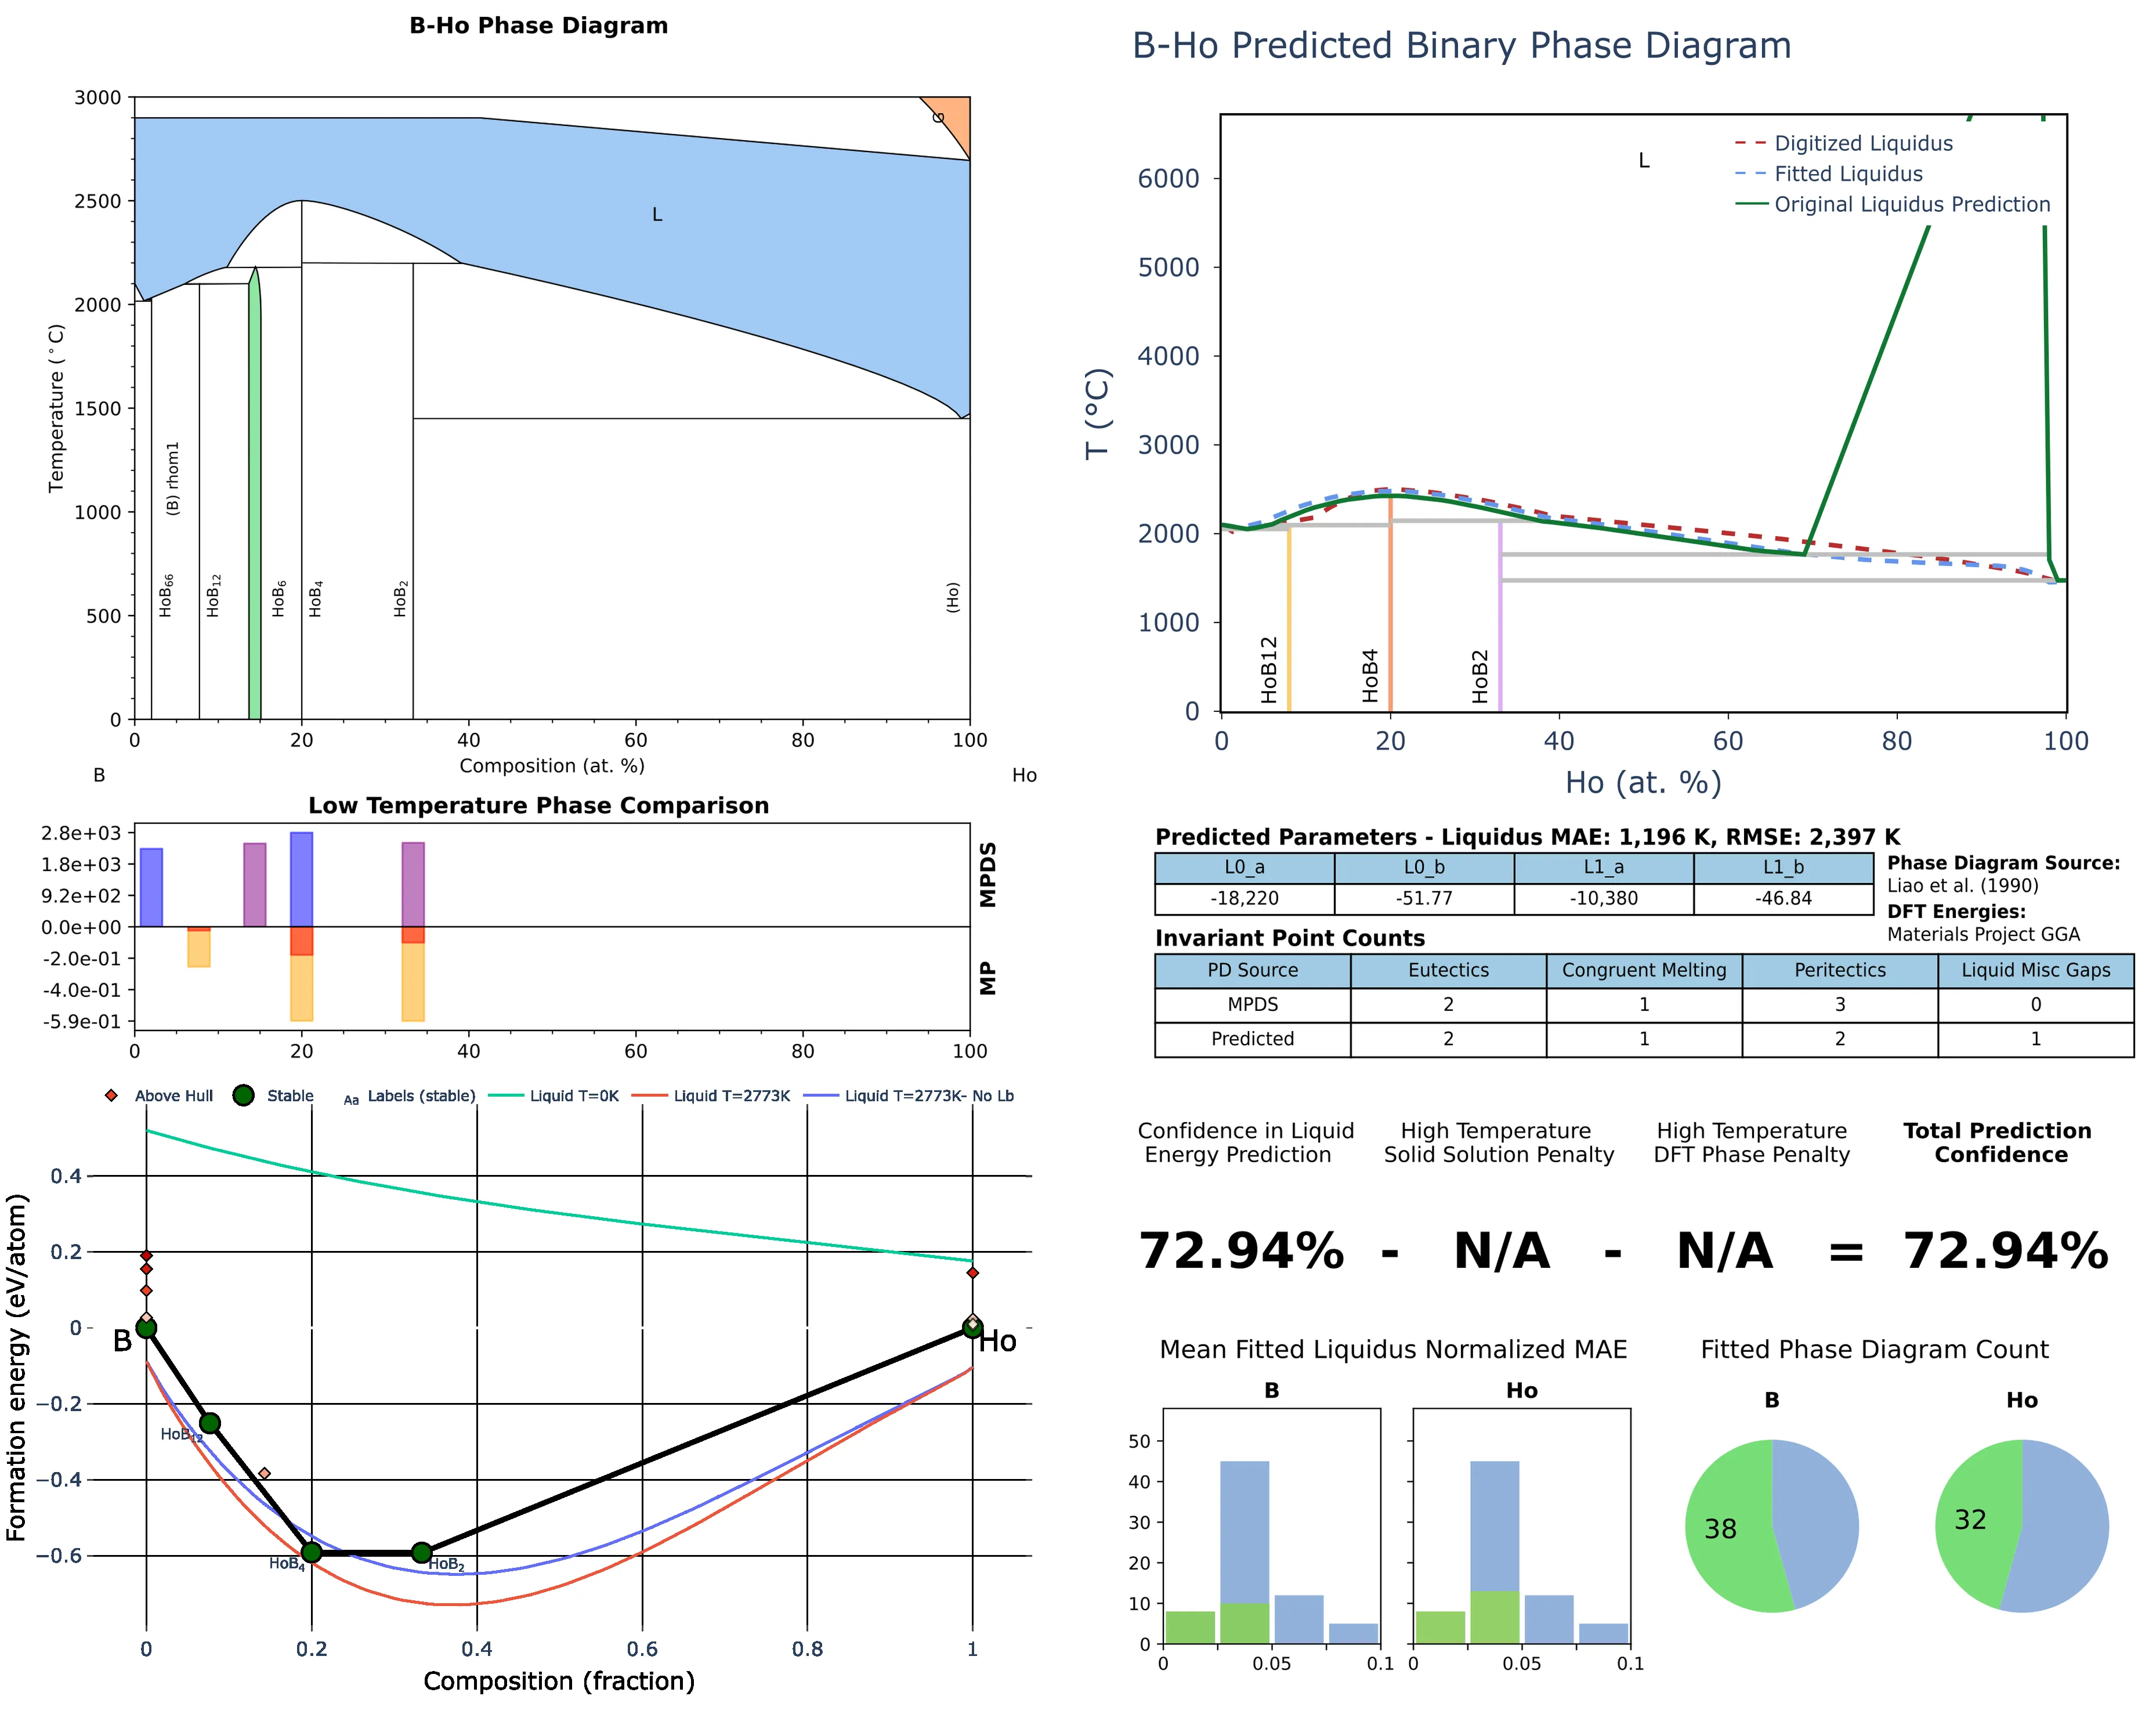 B-Ho Phase Diagram
3000
2500
2000
1500
1000
500
0
Temperature (°C)
G
L
(B) rhom1
HoB66
HoB12
HoB6
HoB4
HoB2
(Ho)
0 20 40 60 80 100
Composition (at. %)
B Ho
Low Temperature Phase Comparison
2.8e+03
1.8e+03
9.2e+02
0.0e+00
-2.0e-01
-4.0e-01
-5.9e-01
MPDS
MP
0 20 40 60 80 100
Above Hull Stable Aa Labels (stable) Liquid T=0K Liquid T=2773K Liquid T=2773K- No Lb
0.4
0.2
0
−0.2
−0.4
−0.6
Formation energy (eV/atom)
B
Ho
HoB12
HoB4
HoB2
0 0.2 0.4 0.6 0.8 1
Composition (fraction)
B-Ho Predicted Binary Phase Diagram
L
Digitized Liquidus
Fitted Liquidus
Original Liquidus Prediction
6000
5000
4000
3000
2000
1000
0
T (°C)
HoB12
HoB4
HoB2
0 20 40 60 80 100
Ho (at. %)
Predicted Parameters - Liquidus MAE: 1,196 K, RMSE: 2,397 K
L0_a L0_b L1_a L1_b
-18,220 -51.77 -10,380 -46.84
Phase Diagram Source:
Liao et al. (1990)
DFT Energies:
Materials Project GGA
Invariant Point Counts
PD Source Eutectics Congruent Melting Peritectics Liquid Misc Gaps
MPDS 2 1 3 0
Predicted 2 1 2 1
Confidence in Liquid
Energy Prediction
High Temperature
Solid Solution Penalty
High Temperature
DFT Phase Penalty
Total Prediction
Confidence
72.94% - N/A - N/A = 72.94%
Mean Fitted Liquidus Normalized MAE
B Ho
50
40
30
20
10
0
0 0.05 0.1
0 0.05 0.1
Fitted Phase Diagram Count
B Ho
38 32